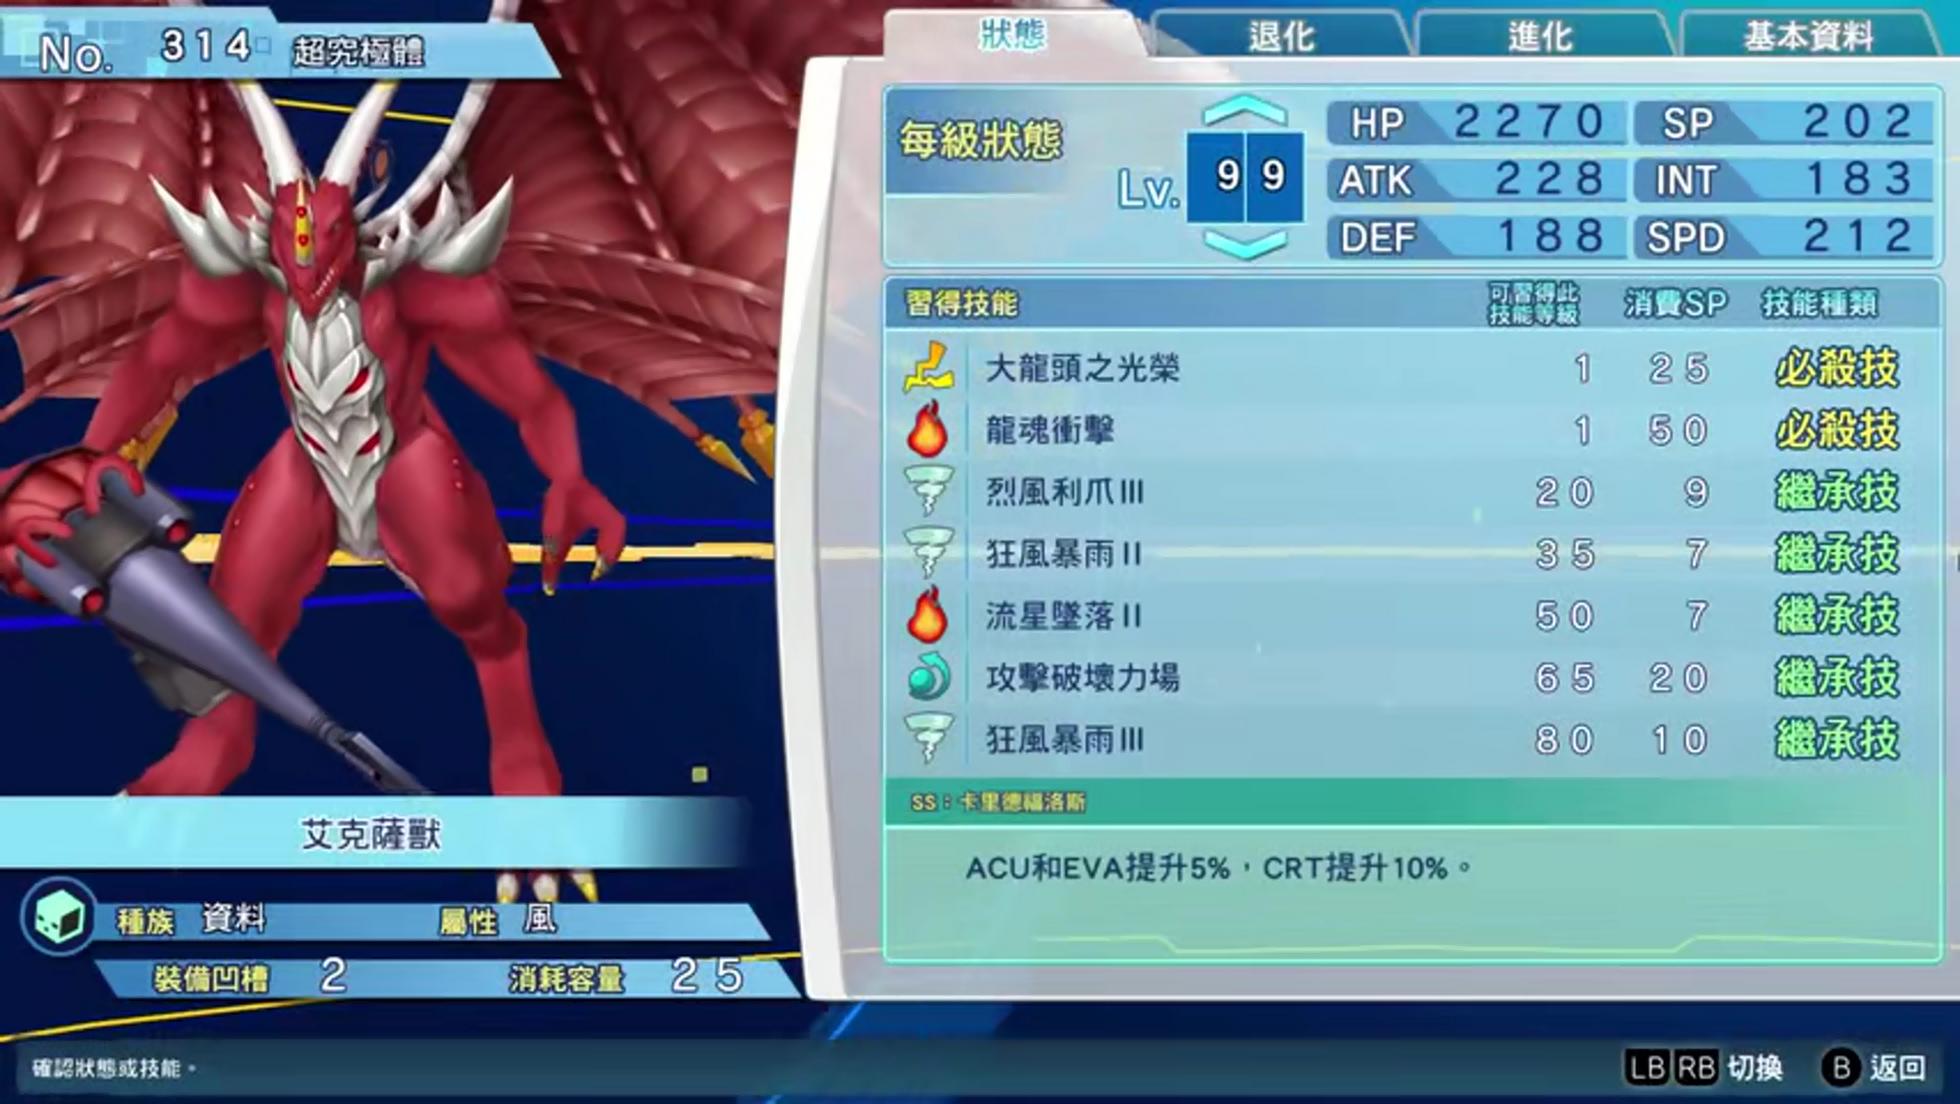 No. 314 超究極體
狀態 退化 進化 基本資料
每級狀態
Lv. 99
HP 2270 SP 202
ATK 228 INT 183
DEF 188 SPD 212
習得技能 可習得此技能等級 消費SP 技能種類
大龍頭之光榮 1 25 必殺技
龍魂衝擊 1 50 必殺技
烈風利爪III 20 9 繼承技
狂風暴雨II 35 7 繼承技
流星墜落II 50 7 繼承技
攻擊破壞力場 65 20 繼承技
狂風暴雨III 80 10 繼承技
SS：卡里德福洛斯
ACU和EVA提升5%，CRT提升10%。
艾克薩獸
種族 資料 屬性 風
裝備凹槽 2 消耗容量 25
確認狀態或技能。
LB RB 切換 B 返回